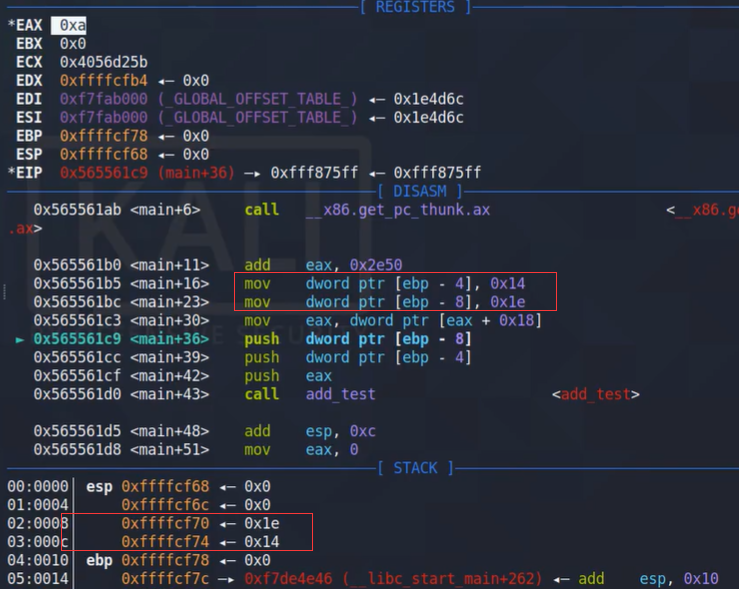 [ REGISTERS ]
*EAX 0xa
EBX 0x0
ECX 0x4056d25b
EDX 0xffffcfb4 ◂— 0x0
EDI 0xf7fab000 (_GLOBAL_OFFSET_TABLE_) ◂— 0x1e4d6c
ESI 0xf7fab000 (_GLOBAL_OFFSET_TABLE_) ◂— 0x1e4d6c
EBP 0xffffcf78 ◂— 0x0
ESP 0xffffcf68 ◂— 0x0
*EIP 0x565561c9 (main+36) —▸ 0xfff875ff ◂— 0xfff875ff
[ DISASM ]
0x565561ab <main+6> call __x86.get_pc_thunk.ax <__x86.ge
.ax>
0x565561b0 <main+11> add eax, 0x2e50
0x565561b5 <main+16> mov dword ptr [ebp - 4], 0x14
0x565561bc <main+23> mov dword ptr [ebp - 8], 0x1e
0x565561c3 <main+30> mov eax, dword ptr [eax + 0x18]
► 0x565561c9 <main+36> push dword ptr [ebp - 8]
0x565561cc <main+39> push dword ptr [ebp - 4]
0x565561cf <main+42> push eax
0x565561d0 <main+43> call add_test <add_test>
0x565561d5 <main+48> add esp, 0xc
0x565561d8 <main+51> mov eax, 0
[ STACK ]
00:0000│ esp 0xffffcf68 ◂— 0x0
01:0004│ 0xffffcf6c ◂— 0x0
02:0008│ 0xffffcf70 ◂— 0x1e
03:000c│ 0xffffcf74 ◂— 0x14
04:0010│ ebp 0xffffcf78 ◂— 0x0
05:0014│ 0xffffcf7c —▸ 0xf7de4e46 (__libc_start_main+262) ◂— add esp, 0x10
KALI